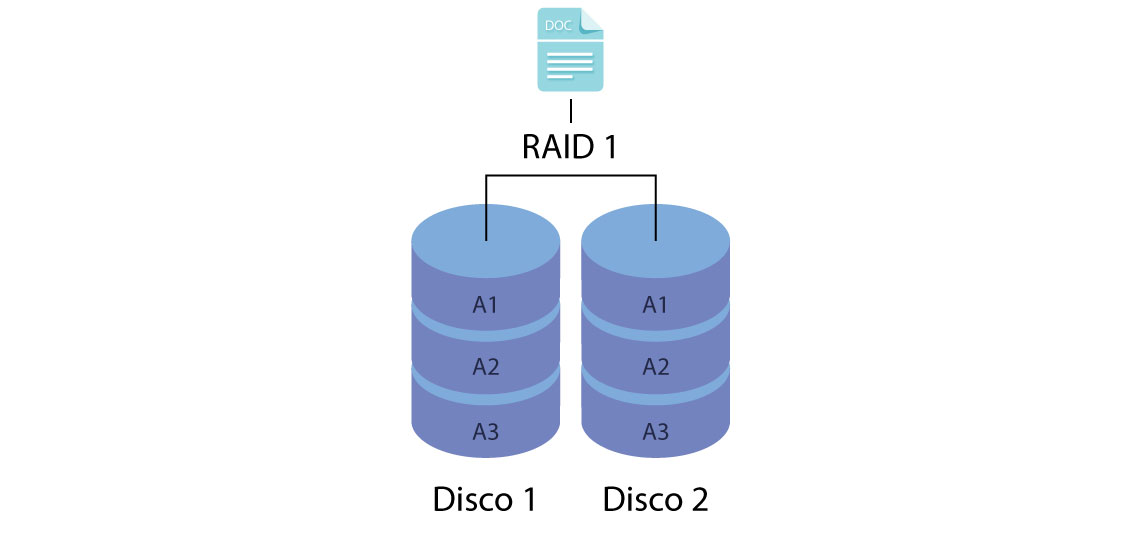 DOC
RAID 1
A1 A1
A2 A2
A3 A3
Disco 1 Disco 2